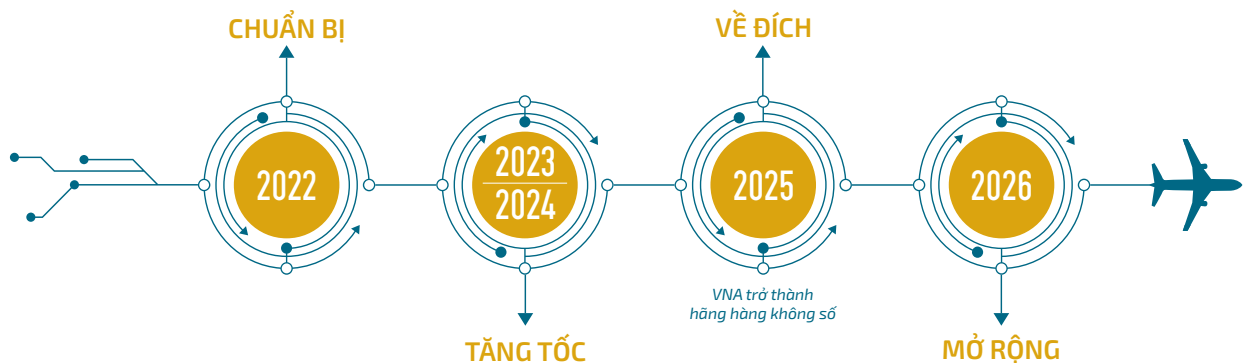 CHUẨN BỊ
VỀ ĐÍCH
2022
2023
2024
2025
2026
VNA trở thành
hãng hàng không số
TĂNG TỐC
MỞ RỘNG